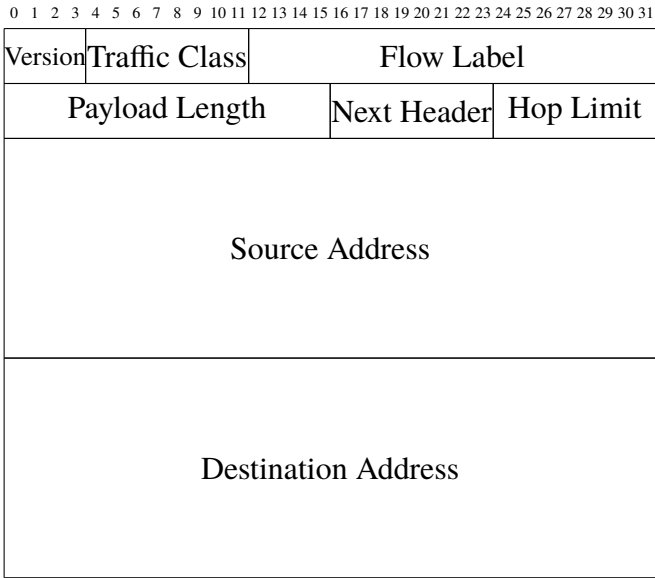 0 1 2 3 4 5 6 7 8 9 10 11 12 13 14 15 16 17 18 19 20 21 22 23 24 25 26 27 28 29 30 31
Version Traffic Class Flow Label
Payload Length Next Header Hop Limit
Source Address
Destination Address